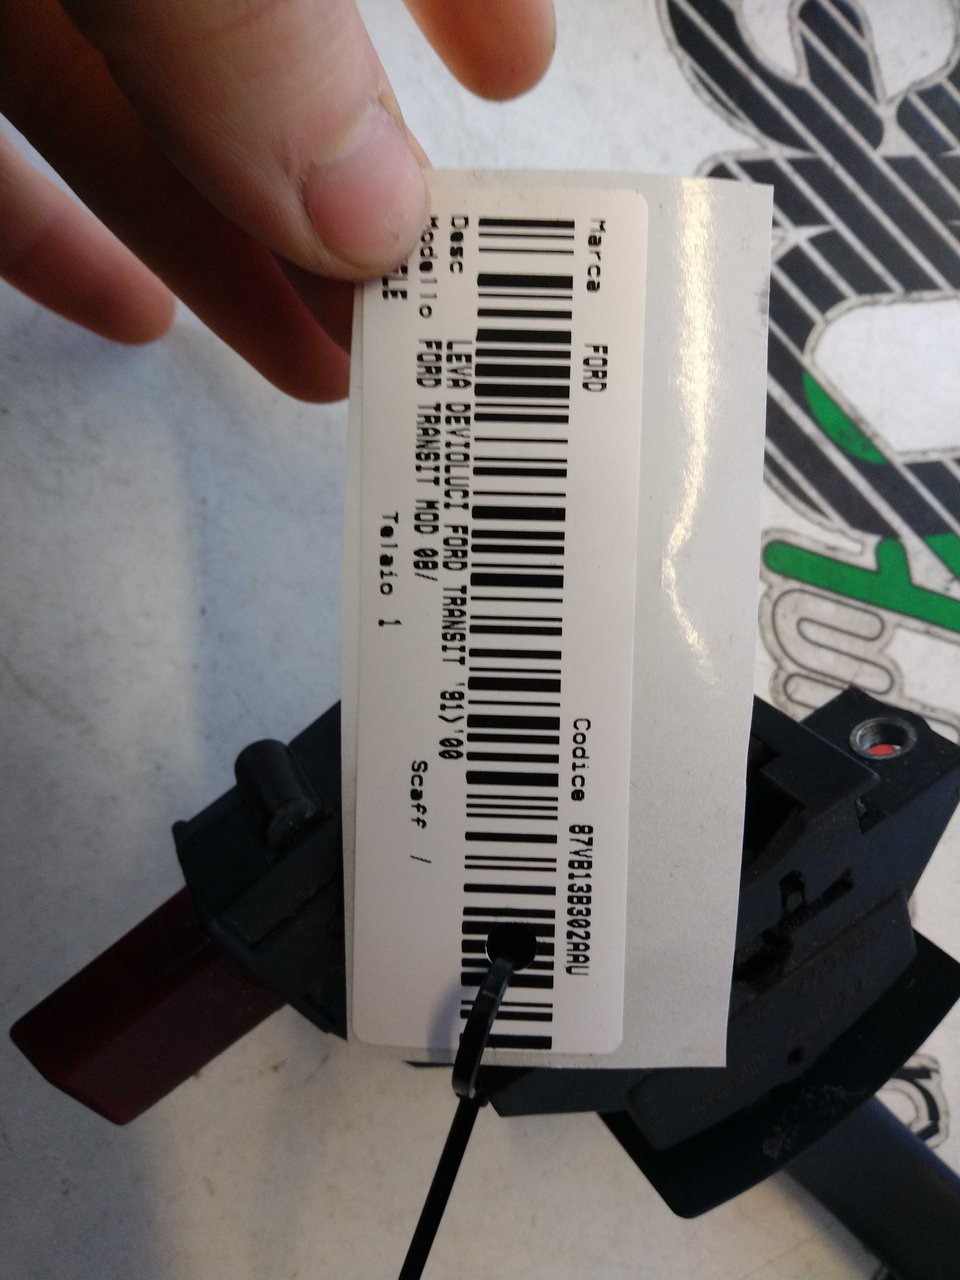 Marca FORD Codice 87VB13B302AAU
Desc LEVA DEVIOLUCI FORD TRANSIT '91>'00
Modello FORD TRANSIT MOD 08/ Scaff /
Telaio 1